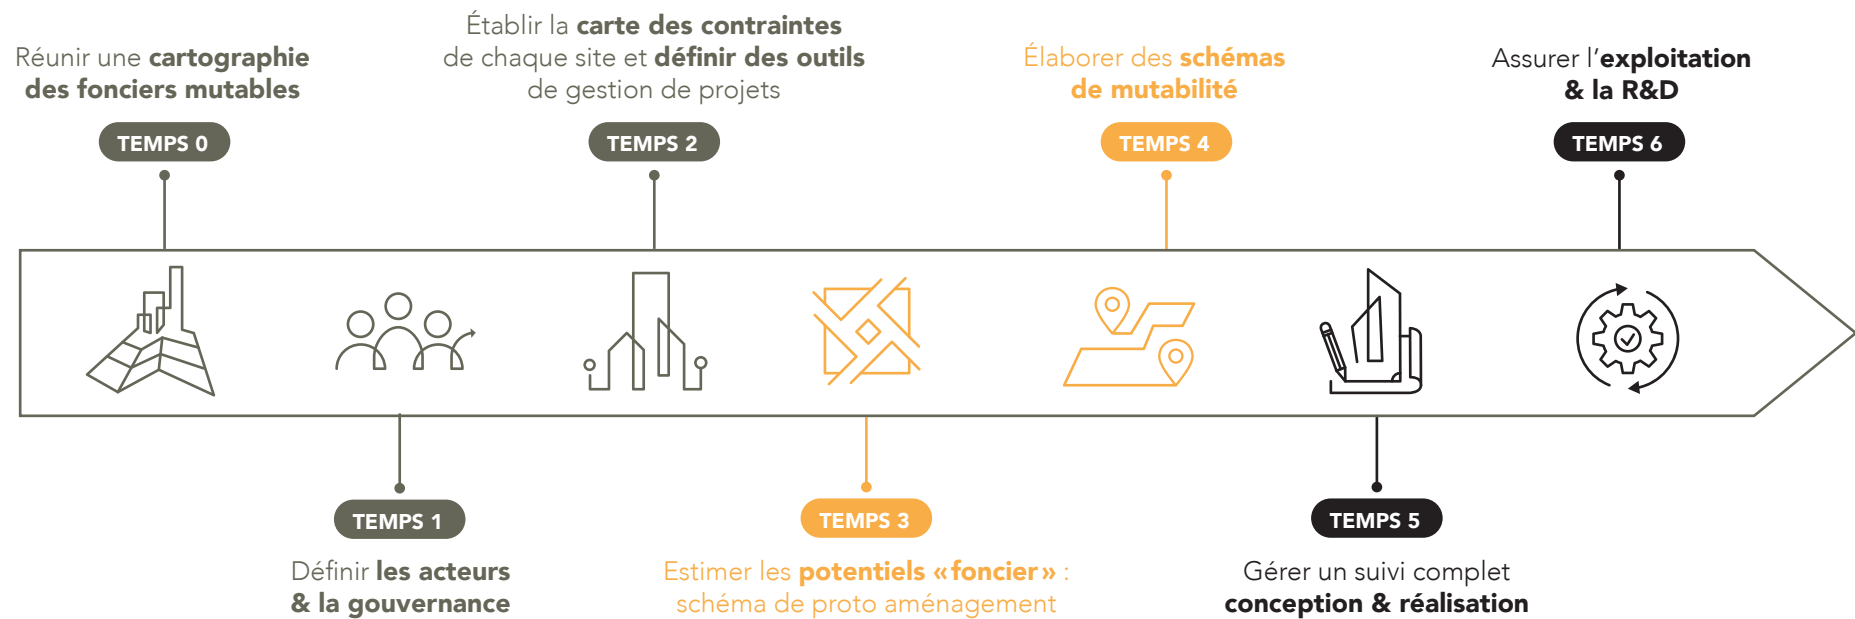 Réunir une cartographie
des fonciers mutables
TEMPS 0
Établir la carte des contraintes
de chaque site et définir des outils
de gestion de projets
TEMPS 2
Élaborer des schémas
de mutabilité
TEMPS 4
Assurer l’exploitation
& la R&D
TEMPS 6
TEMPS 1
Définir les acteurs
& la gouvernance
TEMPS 3
Estimer les potentiels «foncier» :
schéma de proto aménagement
TEMPS 5
Gérer un suivi complet
conception & réalisation